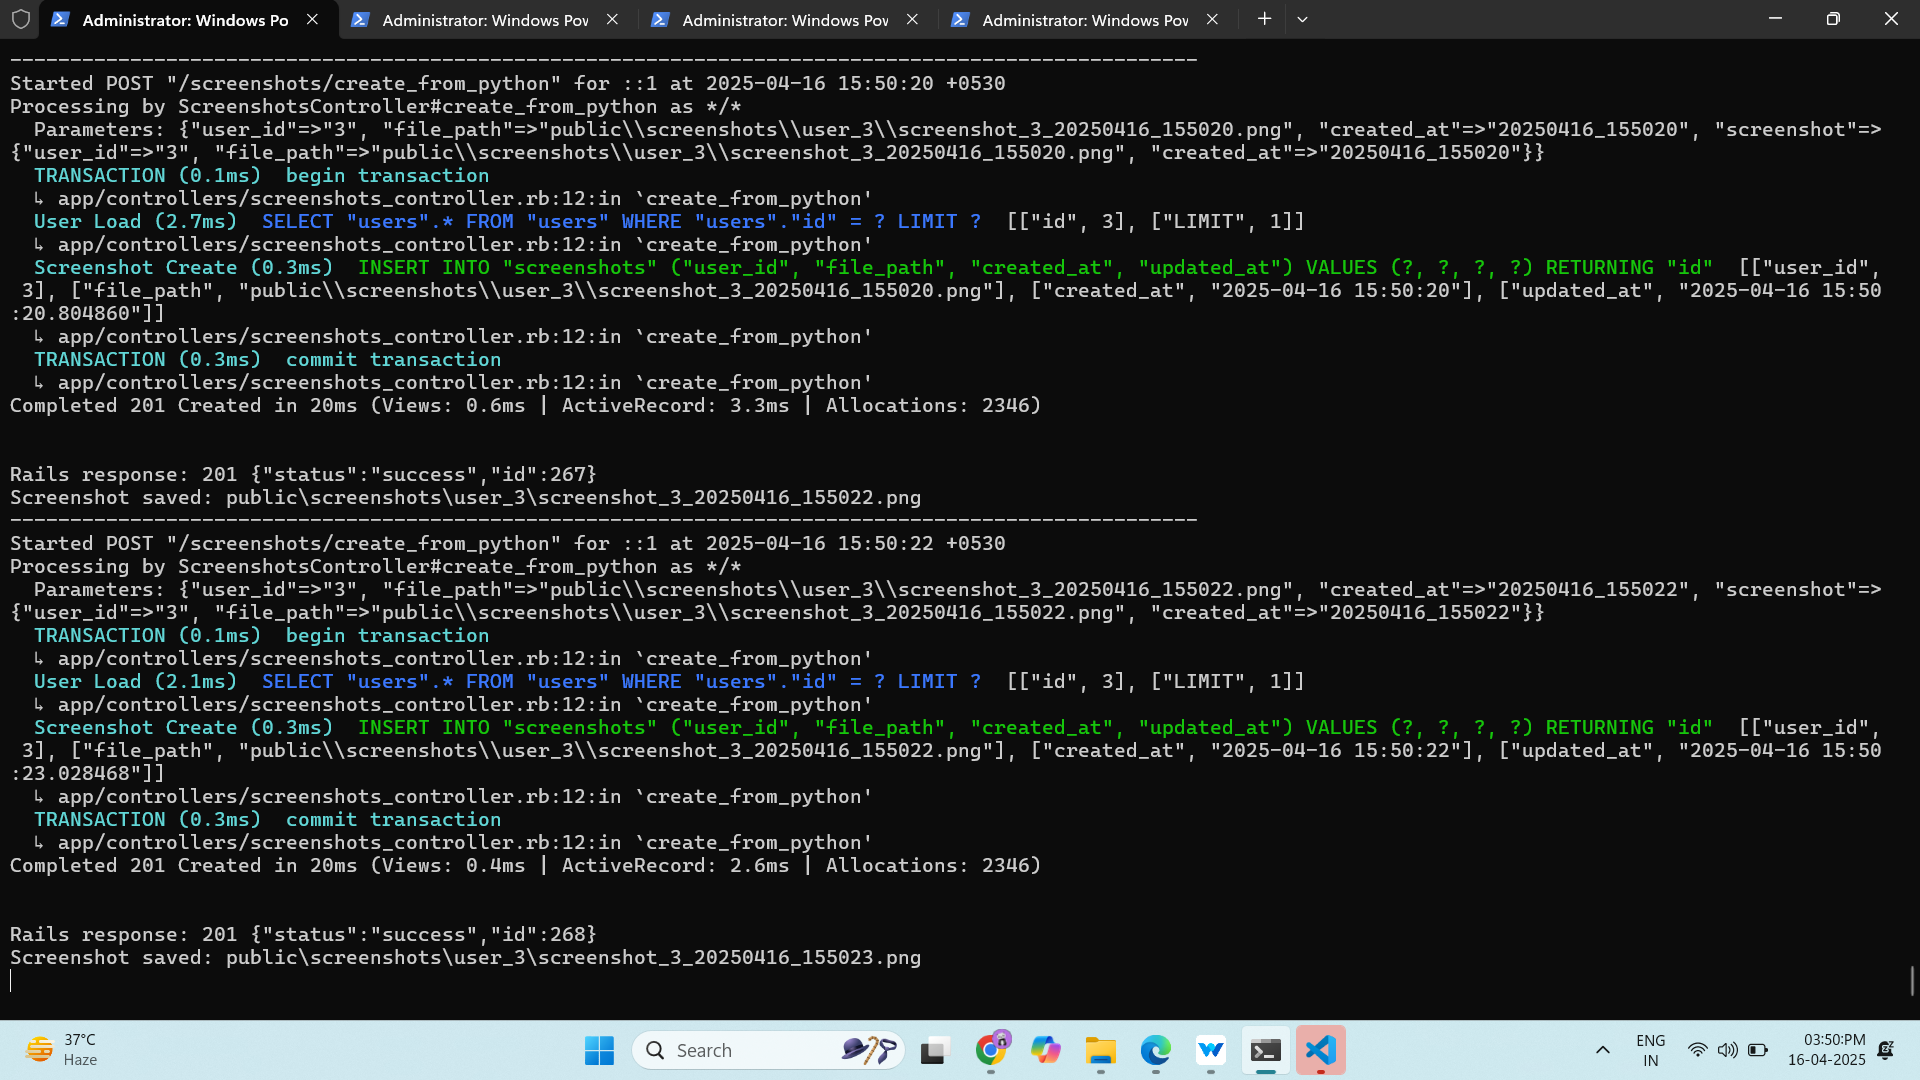 Administrator: Windows Po
Administrator: Windows Pow
Administrator: Windows Pow
Administrator: Windows Pow
---------------------------------------------------------------------------------------------------
Started POST "/screenshots/create_from_python" for ::1 at 2025-04-16 15:50:20 +0530
Processing by ScreenshotsController#create_from_python as */*
  Parameters: {"user_id"=>"3", "file_path"=>"public\\screenshots\\user_3\\screenshot_3_20250416_155020.png", "created_at"=>"20250416_155020", "screenshot"=>
{"user_id"=>"3", "file_path"=>"public\\screenshots\\user_3\\screenshot_3_20250416_155020.png", "created_at"=>"20250416_155020"}}
  TRANSACTION (0.1ms)  begin transaction
  ↳ app/controllers/screenshots_controller.rb:12:in `create_from_python'
  User Load (2.7ms)  SELECT "users".* FROM "users" WHERE "users"."id" = ? LIMIT ?  [["id", 3], ["LIMIT", 1]]
  ↳ app/controllers/screenshots_controller.rb:12:in `create_from_python'
  Screenshot Create (0.3ms)  INSERT INTO "screenshots" ("user_id", "file_path", "created_at", "updated_at") VALUES (?, ?, ?, ?) RETURNING "id"  [["user_id",
 3], ["file_path", "public\\screenshots\\user_3\\screenshot_3_20250416_155020.png"], ["created_at", "2025-04-16 15:50:20"], ["updated_at", "2025-04-16 15:50
:20.804860"]]
  ↳ app/controllers/screenshots_controller.rb:12:in `create_from_python'
  TRANSACTION (0.3ms)  commit transaction
  ↳ app/controllers/screenshots_controller.rb:12:in `create_from_python'
Completed 201 Created in 20ms (Views: 0.6ms | ActiveRecord: 3.3ms | Allocations: 2346)
Rails response: 201 {"status":"success","id":267}
Screenshot saved: public\screenshots\user_3\screenshot_3_20250416_155022.png
---------------------------------------------------------------------------------------------------
Started POST "/screenshots/create_from_python" for ::1 at 2025-04-16 15:50:22 +0530
Processing by ScreenshotsController#create_from_python as */*
  Parameters: {"user_id"=>"3", "file_path"=>"public\\screenshots\\user_3\\screenshot_3_20250416_155022.png", "created_at"=>"20250416_155022", "screenshot"=>
{"user_id"=>"3", "file_path"=>"public\\screenshots\\user_3\\screenshot_3_20250416_155022.png", "created_at"=>"20250416_155022"}}
  TRANSACTION (0.1ms)  begin transaction
  ↳ app/controllers/screenshots_controller.rb:12:in `create_from_python'
  User Load (2.1ms)  SELECT "users".* FROM "users" WHERE "users"."id" = ? LIMIT ?  [["id", 3], ["LIMIT", 1]]
  ↳ app/controllers/screenshots_controller.rb:12:in `create_from_python'
  Screenshot Create (0.3ms)  INSERT INTO "screenshots" ("user_id", "file_path", "created_at", "updated_at") VALUES (?, ?, ?, ?) RETURNING "id"  [["user_id",
 3], ["file_path", "public\\screenshots\\user_3\\screenshot_3_20250416_155022.png"], ["created_at", "2025-04-16 15:50:22"], ["updated_at", "2025-04-16 15:50
:23.028468"]]
  ↳ app/controllers/screenshots_controller.rb:12:in `create_from_python'
  TRANSACTION (0.3ms)  commit transaction
  ↳ app/controllers/screenshots_controller.rb:12:in `create_from_python'
Completed 201 Created in 20ms (Views: 0.4ms | ActiveRecord: 2.6ms | Allocations: 2346)
Rails response: 201 {"status":"success","id":268}
Screenshot saved: public\screenshots\user_3\screenshot_3_20250416_155023.png
37°C
Haze
Search
ENG
IN
03:50:PM
16-04-2025